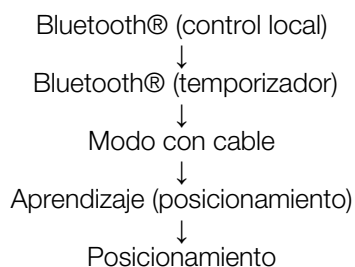 Bluetooth® (control local)
↓
Bluetooth® (temporizador)
↓
Modo con cable
↓
Aprendizaje (posicionamiento)
↓
Posicionamiento